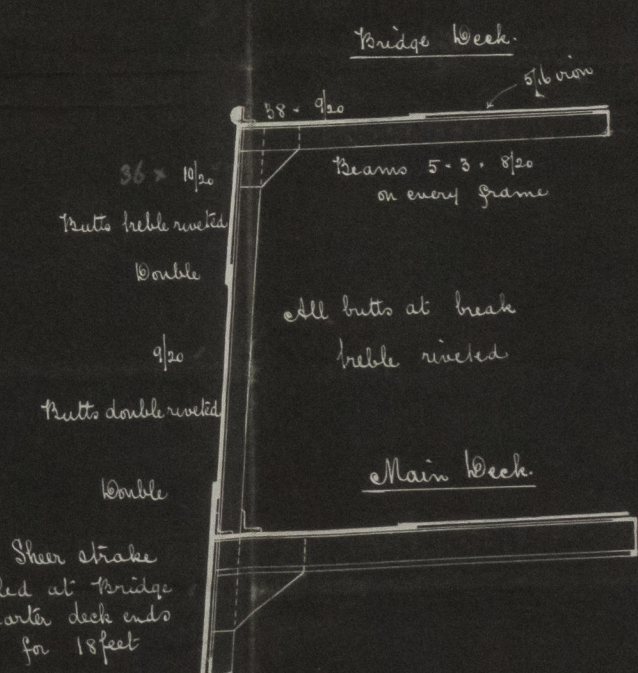 Bridge Deck.
5/16 iron
38 × 9/20
36 × 10/20
Beams 5 × 3 × 8/20
on every frame
Butts treble riveted
Double
All butts at break
treble riveted
9/20
Butts double riveted
Main Deck.
Double
Sheer strake
led at Bridge
arter deck ends
for 18 feet